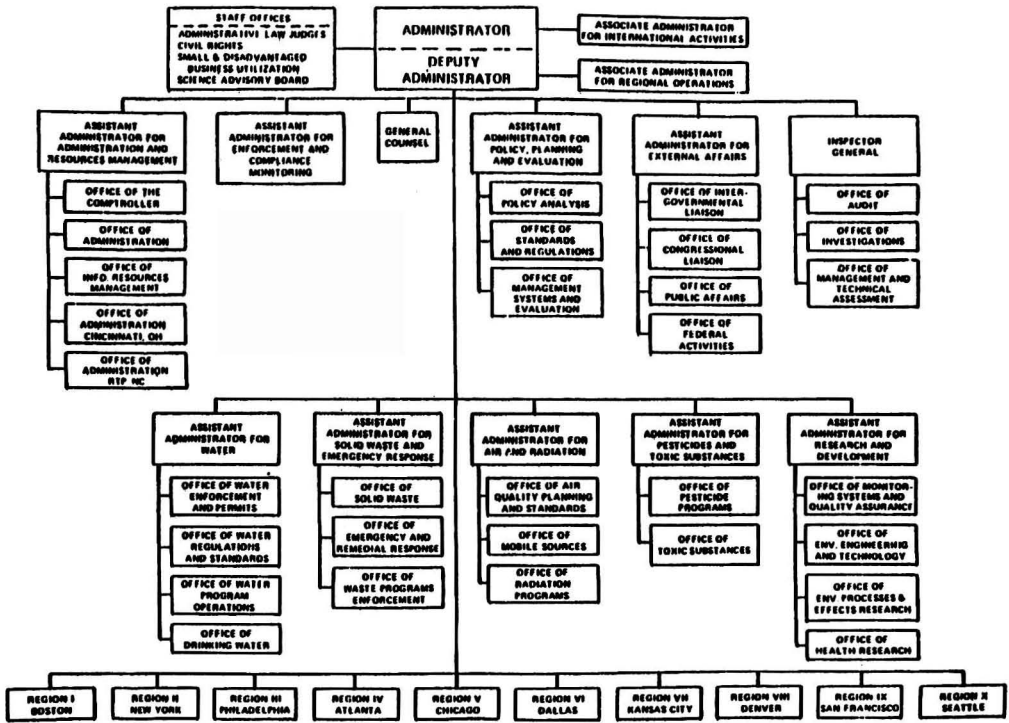 STAFF OFFICES
ADMINISTRATIVE LAW JUDGES
CIVIL RIGHTS
SMALL & DISADVANTAGED
BUSINESS UTILIZATION
SCIENCE ADVISORY BOARD
ADMINISTRATOR
DEPUTY
ADMINISTRATOR
ASSOCIATE ADMINISTRATOR
FOR INTERNATIONAL ACTIVITIES
ASSOCIATE ADMINISTRATOR
FOR REGIONAL OPERATIONS
ASSISTANT
ADMINISTRATOR FOR
ADMINISTRATION AND
RESOURCES MANAGEMENT
OFFICE OF THE
COMPTROLLER
OFFICE OF
ADMINISTRATION
OFFICE OF
INFO. RESOURCES
MANAGEMENT
OFFICE OF
ADMINISTRATION
CINCINNATI, OH
OFFICE OF
ADMINISTRATION
RTP NC
ASSISTANT
ADMINISTRATOR FOR
ENFORCEMENT AND
COMPLIANCE
MONITORING
GENERAL
COUNSEL
ASSISTANT
ADMINISTRATOR FOR
POLICY, PLANNING
AND EVALUATION
OFFICE OF
POLICY ANALYSIS
OFFICE OF
STANDARDS
AND REGULATIONS
OFFICE OF
MANAGEMENT
SYSTEMS AND
EVALUATION
ASSISTANT
ADMINISTRATOR FOR
EXTERNAL AFFAIRS
OFFICE OF INTER-
GOVERNMENTAL
LIAISON
OFFICE OF
CONGRESSIONAL
LIAISON
OFFICE OF
PUBLIC AFFAIRS
OFFICE OF
FEDERAL
ACTIVITIES
INSPECTOR
GENERAL
OFFICE OF
AUDIT
OFFICE OF
INVESTIGATIONS
OFFICE OF
MANAGEMENT AND
TECHNICAL
ASSESSMENT
ASSISTANT
ADMINISTRATOR FOR
WATER
OFFICE OF WATER
ENFORCEMENT
AND PERMITS
OFFICE OF WATER
REGULATIONS
AND STANDARDS
OFFICE OF WATER
PROGRAM
OPERATIONS
OFFICE OF
DRINKING WATER
ASSISTANT
ADMINISTRATOR FOR
SOLID WASTE AND
EMERGENCY RESPONSE
OFFICE OF
SOLID WASTE
OFFICE OF
EMERGENCY AND
REMEDIAL RESPONSE
OFFICE OF
WASTE PROGRAMS
ENFORCEMENT
ASSISTANT
ADMINISTRATOR FOR
AIR AND RADIATION
OFFICE OF AIR
QUALITY PLANNING
AND STANDARDS
OFFICE OF
MOBILE SOURCES
OFFICE OF
RADIATION
PROGRAMS
ASSISTANT
ADMINISTRATOR FOR
PESTICIDES AND
TOXIC SUBSTANCES
OFFICE OF
PESTICIDE
PROGRAMS
OFFICE OF
TOXIC SUBSTANCES
ASSISTANT
ADMINISTRATOR FOR
RESEARCH AND
DEVELOPMENT
OFFICE OF MONITOR-
ING SYSTEMS AND
QUALITY ASSURANCE
OFFICE OF
ENV. ENGINEERING
AND TECHNOLOGY
OFFICE OF
ENV. PROCESSES &
EFFECTS RESEARCH
OFFICE OF
HEALTH RESEARCH
REGION I
BOSTON
REGION II
NEW YORK
REGION III
PHILADELPHIA
REGION IV
ATLANTA
REGION V
CHICAGO
REGION VI
DALLAS
REGION VII
KANSAS CITY
REGION VIII
DENVER
REGION IX
SAN FRANCISCO
REGION X
SEATTLE